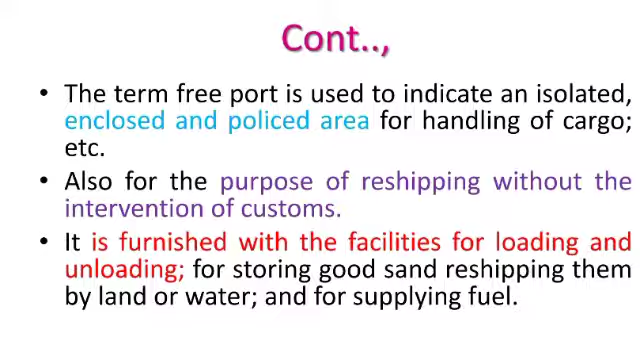 Cont..,
• The term free port is used to indicate an isolated,
enclosed and policed area for handling of cargo;
etc.
• Also for the purpose of reshipping without the
intervention of customs.
• It is furnished with the facilities for loading and
unloading; for storing good sand reshipping them
by land or water; and for supplying fuel.